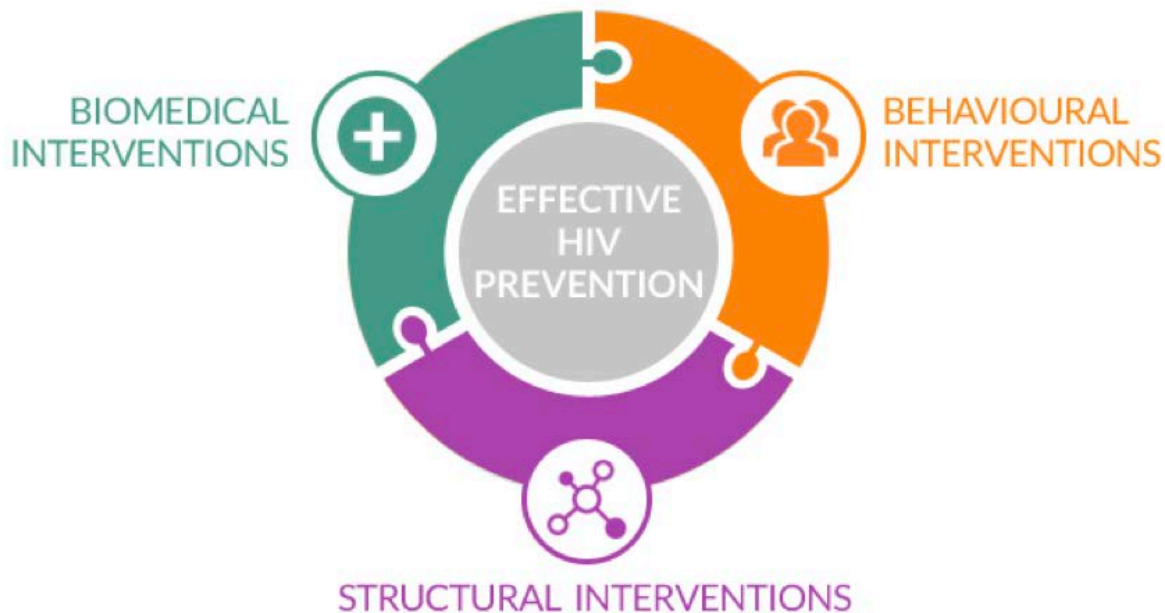 BIOMEDICAL
INTERVENTIONS
BEHAVIOURAL
INTERVENTIONS
EFFECTIVE
HIV
PREVENTION
STRUCTURAL INTERVENTIONS